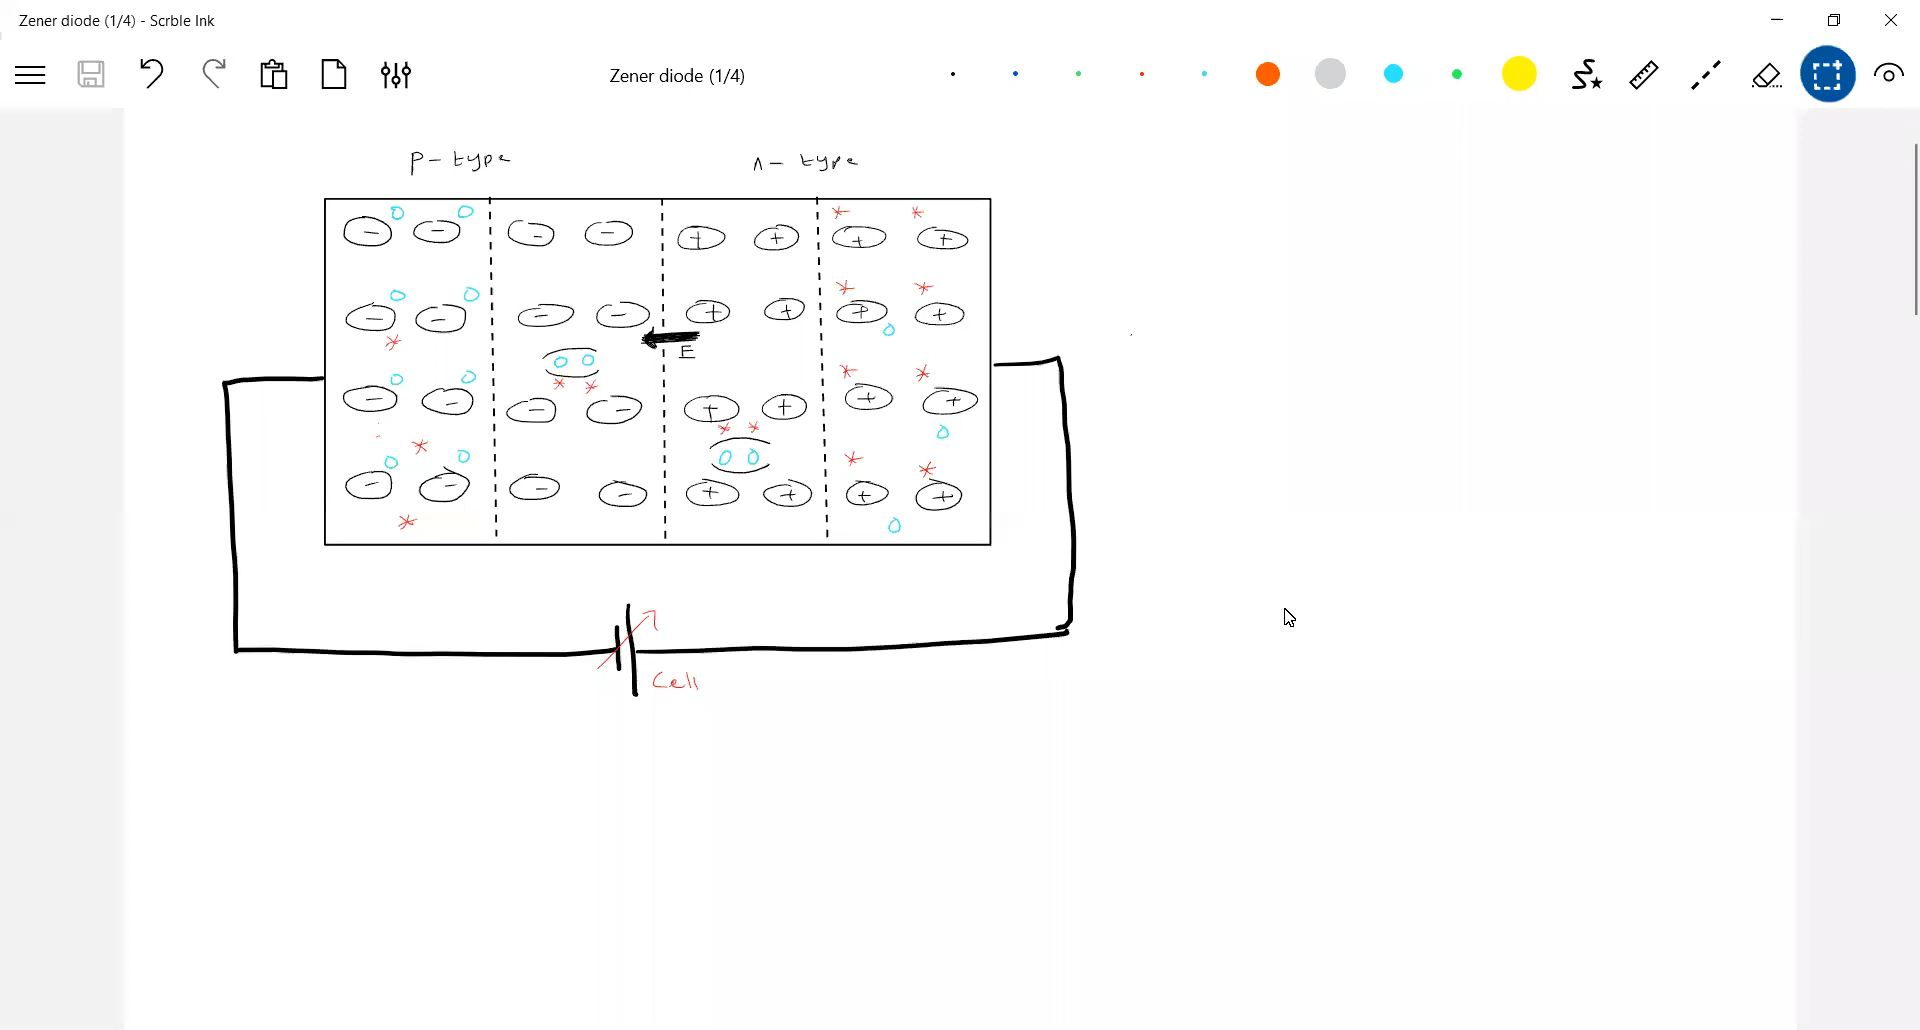 Zener diode (1/4) - Scrble Ink
Zener diode (1/4)
P- type
n- type
E
Cell